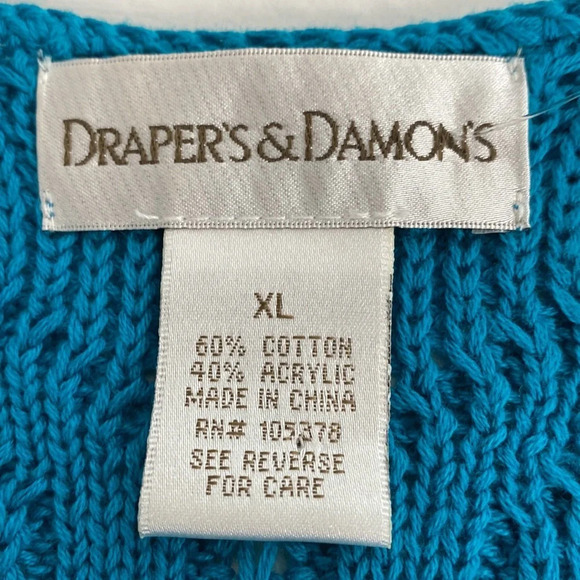 DRAPER'S & DAMON'S
XL
60% COTTON
40% ACRYLIC
MADE IN CHINA
RN# 105378
SEE REVERSE
FOR CARE